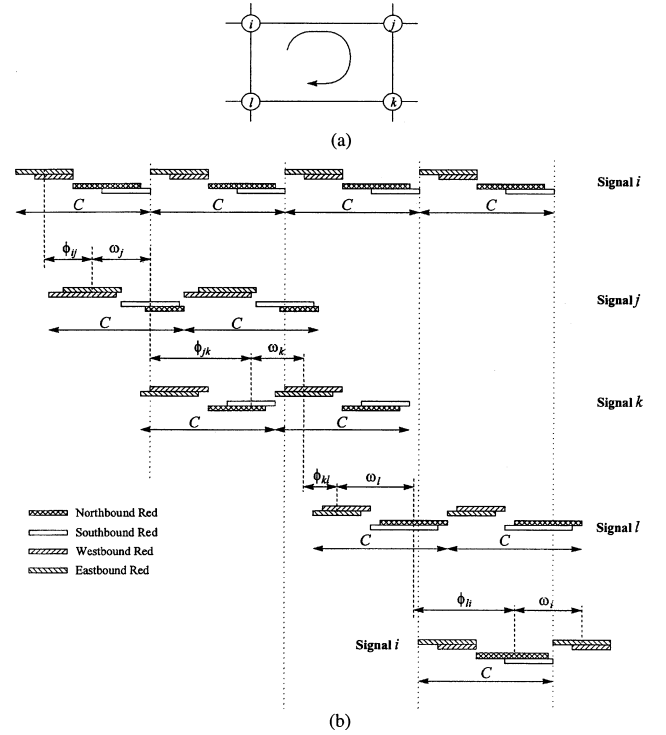 i
j
l
k
(a)
Signal i
C C C C
ϕij ωj
Signal j
C C
ϕjk ωk
Signal k
C C
ϕkl ωl
Northbound Red
Southbound Red
Westbound Red
Eastbound Red
Signal l
C C
ϕli ωi
Signal i
C
(b)